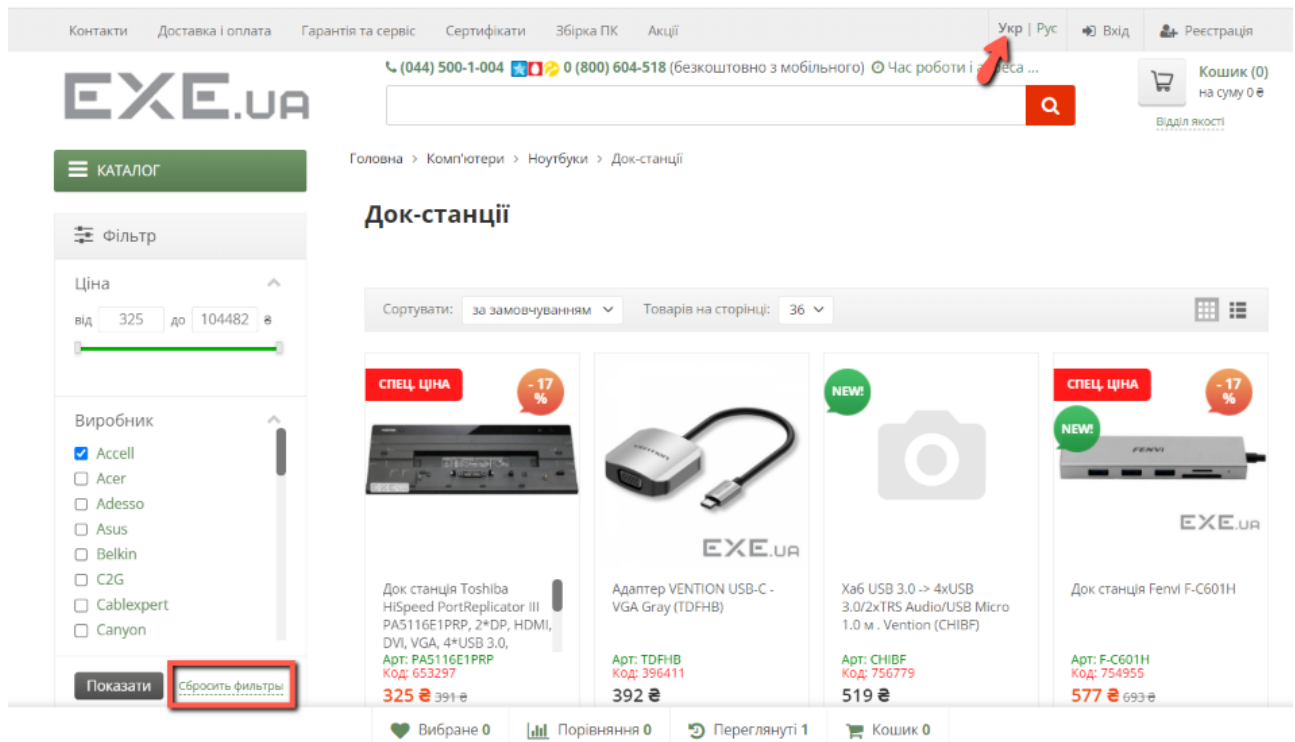 Контакти Доставка і оплата Гарантія та сервіс Сертифікати Збірка ПК Акції Укр | Рус Вхід Реєстрація
(044) 500-1-004 0 (800) 604-518 (безкоштовно з мобільного) Час роботи і ...
EXE.UA
Кошик (0)
на суму 0 ₴
Відділ якості
КАТАЛОГ
Головна > Комп'ютери > Ноутбуки > Док-станції
Док-станції
Фільтр
Ціна
від 325 до 104482 ₴
Сортувати: за замовчуванням Товарів на сторінці: 36
Виробник
Accell
Acer
Adesso
Asus
Belkin
C2G
Cablexpert
Canyon
Показати Сбросить фильтры
СПЕЦ. ЦІНА
- 17 %
EXE
Док станція Toshiba
HiSpeed PortReplicator III
PA5116E1PRP, 2*DP, HDMI,
DVI, VGA, 4*USB 3.0,
Арт: PA5116E1PRP
Код: 653297
325 ₴ 391 ₴
VENTION
EXE.UA
Адаптер VENTION USB-C -
VGA Gray (TDFHB)
Арт: TDFHB
Код: 396411
392 ₴
NEW!
Хаб USB 3.0 -> 4xUSB
3.0/2xTRS Audio/USB Micro
1.0 м . Vention (CHIBF)
Арт: CHIBF
Код: 756779
519 ₴
СПЕЦ. ЦІНА
- 17 %
NEW!
FENVI
EXE.UA
Док станція Fenvi F-C601H
Арт: F-C601H
Код: 754955
577 ₴ 693 ₴
Вибране 0 Порівняння 0 Переглянуті 1 Кошик 0